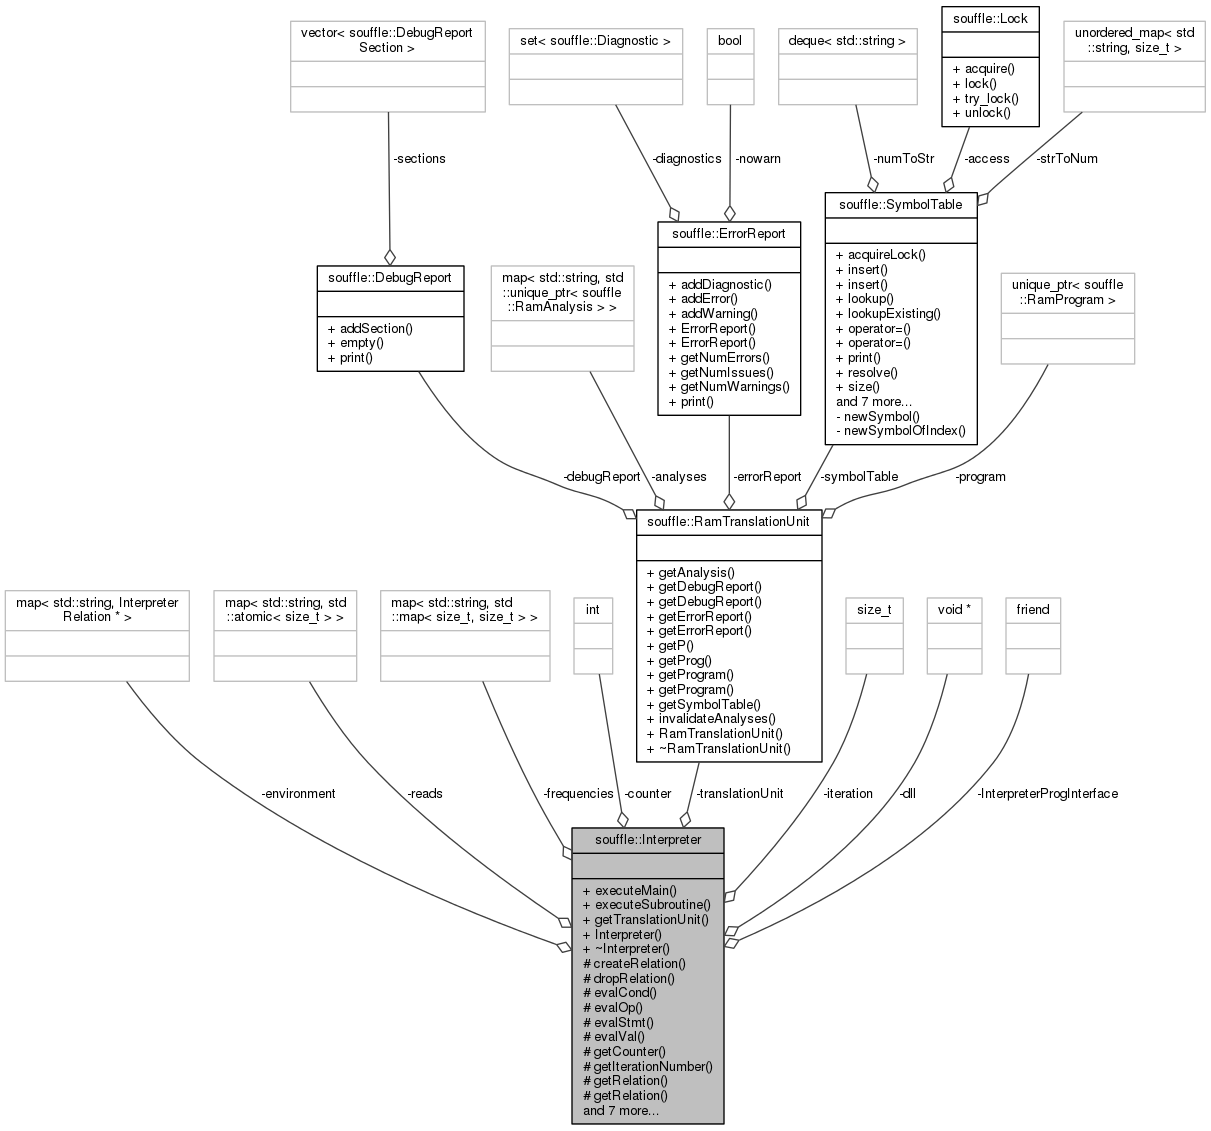 souffle::Lock
+ acquire()
+ lock()
+ try_lock()
+ unlock()
vector< souffle::DebugReport
Section >
set< souffle::Diagnostic >
bool
deque< std::string >
unordered_map< std
::string, size_t >
-sections
-diagnostics
-nowarn
-numToStr
-access
-strToNum
souffle::SymbolTable
+ acquireLock()
+ insert()
+ insert()
+ lookup()
+ lookupExisting()
+ operator=()
+ operator=()
+ print()
+ resolve()
+ size()
and 7 more...
- newSymbol()
- newSymbolOfIndex()
souffle::ErrorReport
+ addDiagnostic()
+ addError()
+ addWarning()
+ ErrorReport()
+ ErrorReport()
+ getNumErrors()
+ getNumIssues()
+ getNumWarnings()
+ print()
souffle::DebugReport
+ addSection()
+ empty()
+ print()
map< std::string, std
::unique_ptr< souffle
::RamAnalysis > >
unique_ptr< souffle
::RamProgram >
-debugReport
-analyses
-errorReport
-symbolTable
-program
souffle::RamTranslationUnit
+ getAnalysis()
+ getDebugReport()
+ getDebugReport()
+ getErrorReport()
+ getErrorReport()
+ getP()
+ getProg()
+ getProgram()
+ getProgram()
+ getSymbolTable()
+ invalidateAnalyses()
+ RamTranslationUnit()
+ ~RamTranslationUnit()
map< std::string, Interpreter
Relation * >
map< std::string, std
::atomic< size_t > >
map< std::string, std
::map< size_t, size_t > >
int
size_t
void *
friend
-environment
-reads
-frequencies
-counter
-translationUnit
-iteration
-dll
-InterpreterProgInterface
souffle::Interpreter
+ executeMain()
+ executeSubroutine()
+ getTranslationUnit()
+ Interpreter()
+ ~Interpreter()
# createRelation()
# dropRelation()
# evalCond()
# evalOp()
# evalStmt()
# evalVal()
# getCounter()
# getIterationNumber()
# getRelation()
# getRelation()
and 7 more...